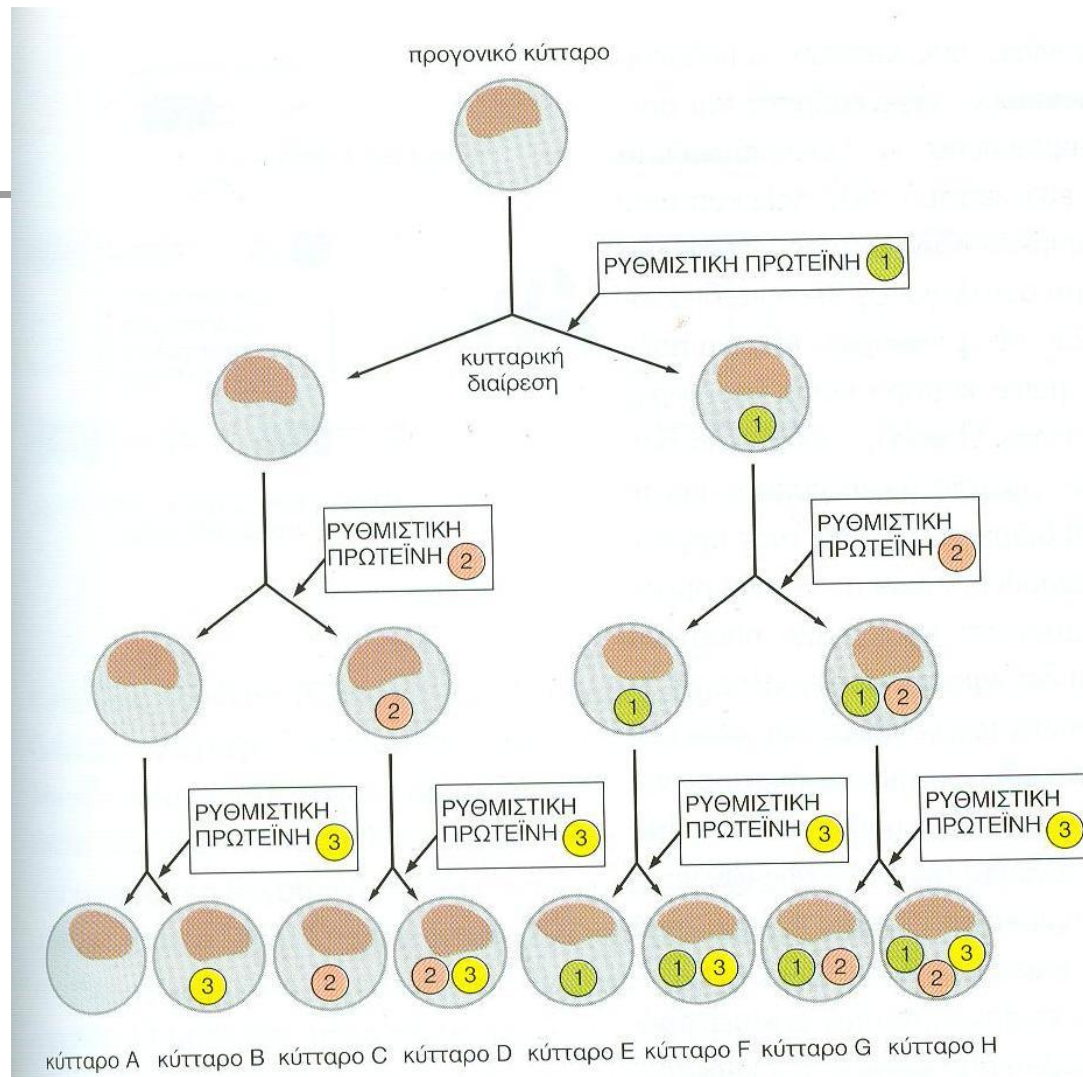 προγονικό κύτταρο
ΡΥΘΜΙΣΤΙΚΗ ΠΡΩΤΕΪΝΗ 1
κυτταρική
διαίρεση
1
ΡΥΘΜΙΣΤΙΚΗ
ΠΡΩΤΕΪΝΗ 2
ΡΥΘΜΙΣΤΙΚΗ
ΠΡΩΤΕΪΝΗ 2
2
1
1 2
ΡΥΘΜΙΣΤΙΚΗ
ΠΡΩΤΕΪΝΗ 3
ΡΥΘΜΙΣΤΙΚΗ
ΠΡΩΤΕΪΝΗ 3
ΡΥΘΜΙΣΤΙΚΗ
ΠΡΩΤΕΪΝΗ 3
ΡΥΘΜΙΣΤΙΚΗ
ΠΡΩΤΕΪΝΗ 3
3
2
2 3
1
1 3
1 2
1 2 3
κύτταρο A κύτταρο B κύτταρο C κύτταρο D κύτταρο E κύτταρο F κύτταρο G κύτταρο H